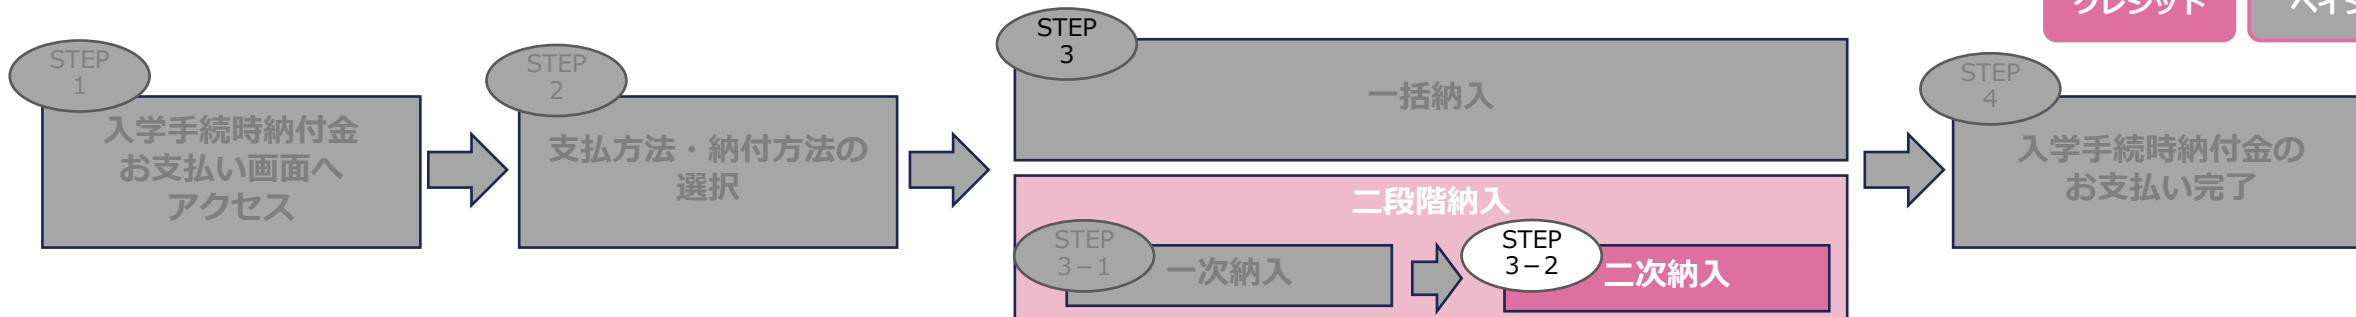 クレジット
STEP
1
入学手続時納付金
お支払い画面へ
アクセス
STEP
2
支払方法・納付方法の
選択
STEP
3
一括納入
二段階納入
STEP
3－1
一次納入
STEP
3－2
二次納入
STEP
4
入学手続時納付金の
お支払い完了